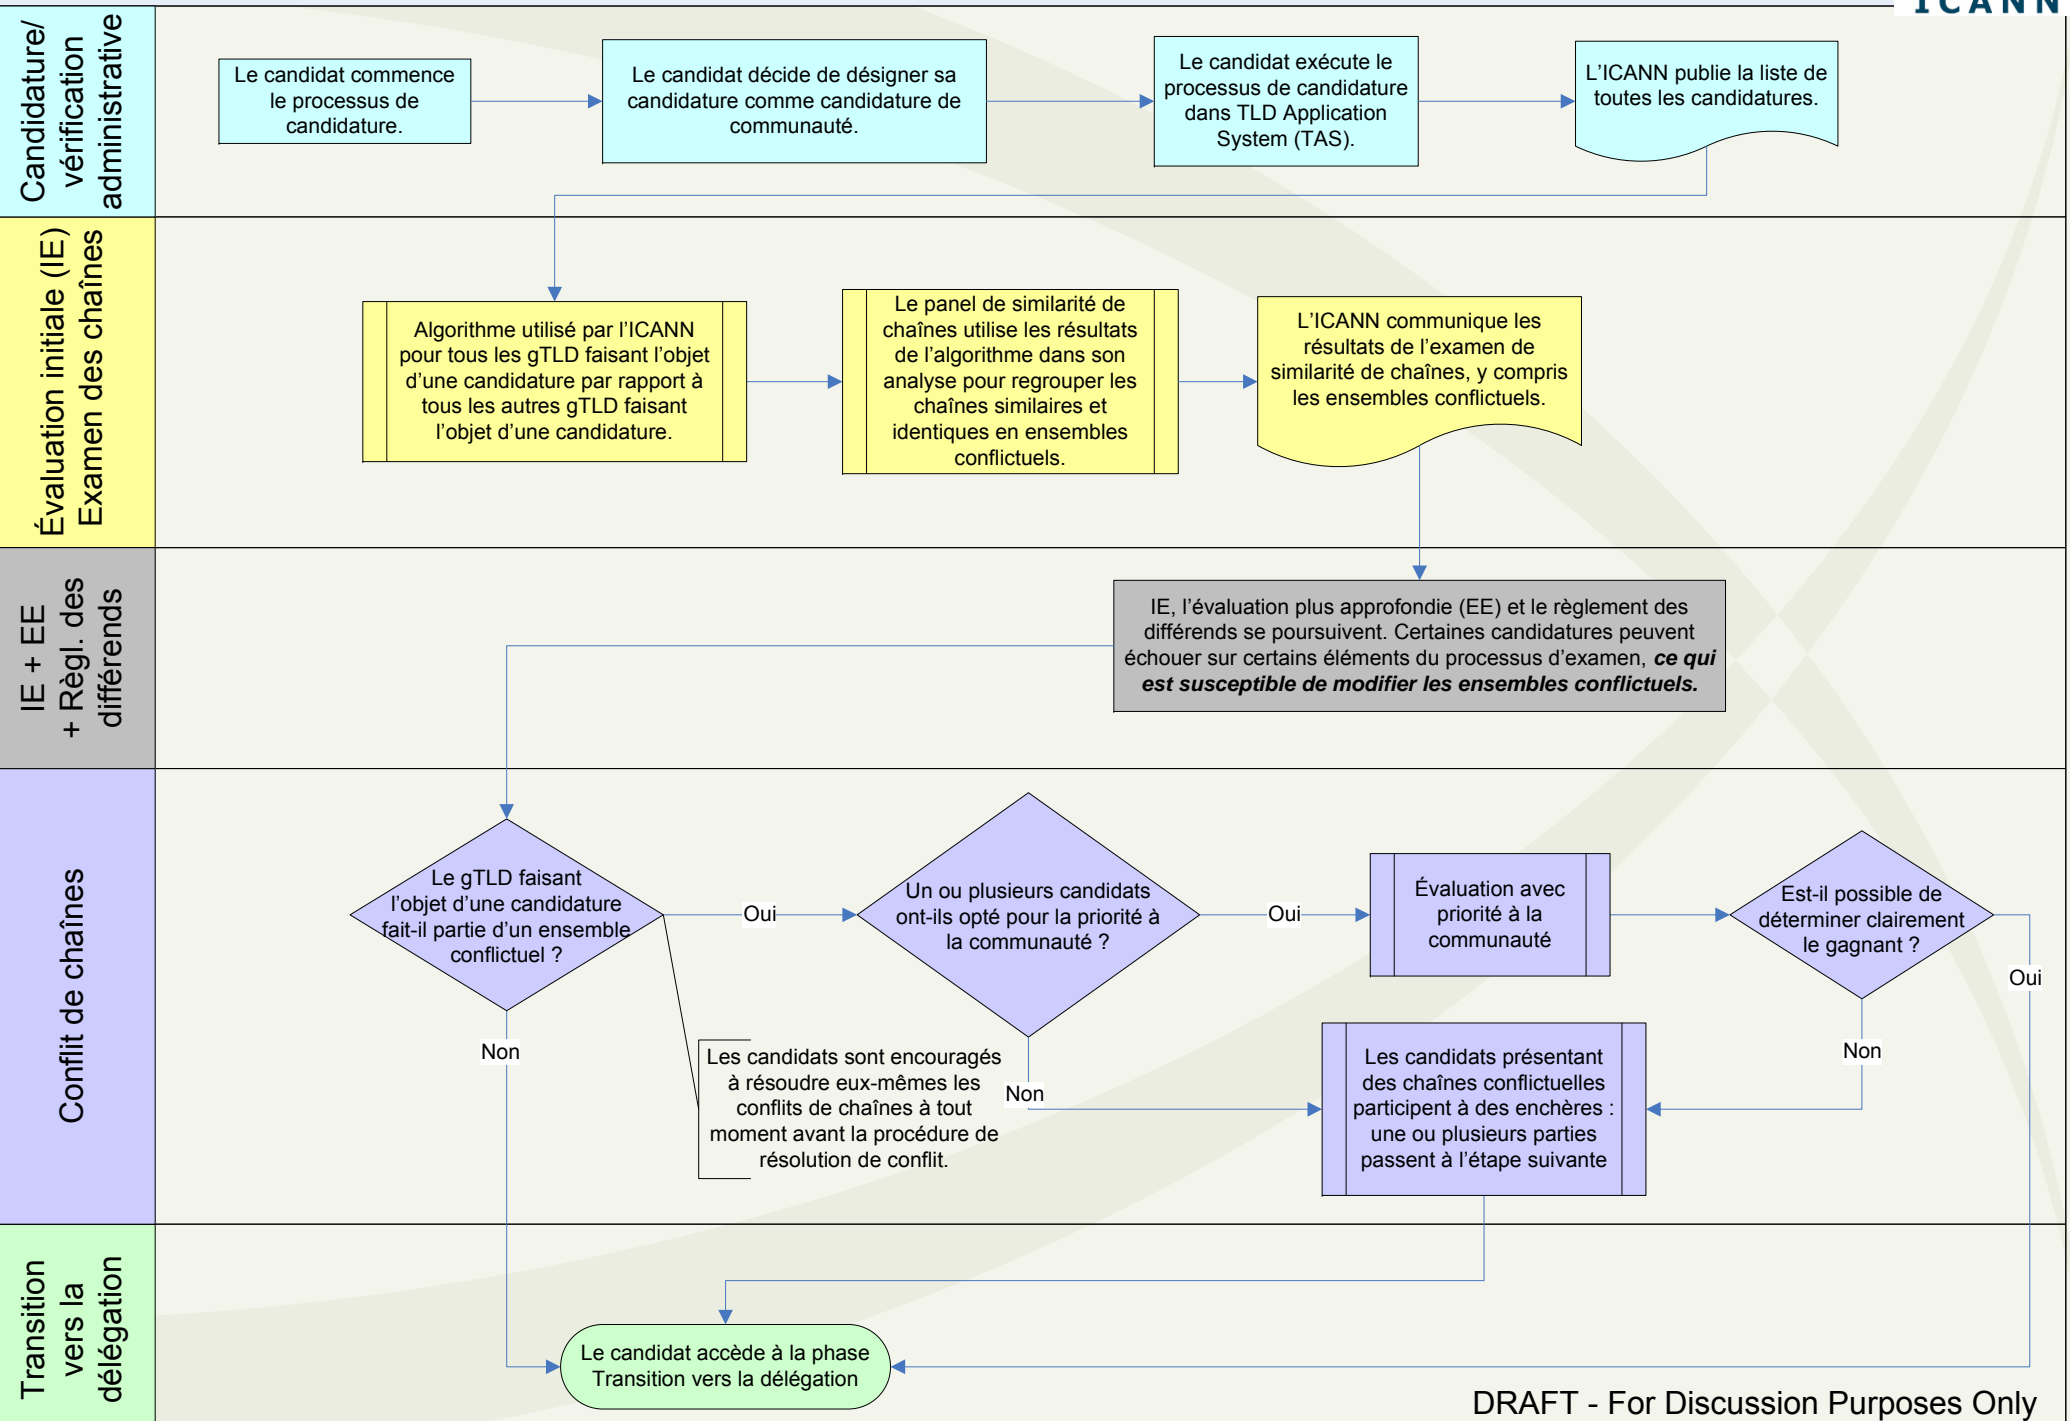 ICANN
Candidature/
vérification
administrative
Le candidat commence
le processus de
candidature.
Le candidat décide de désigner sa
candidature comme candidature de
communauté.
Le candidat exécute le
processus de candidature
dans TLD Application
System (TAS).
L'ICANN publie la liste de
toutes les candidatures.
Évaluation initiale (IE)
Examen des chaînes
Algorithme utilisé par l'ICANN
pour tous les gTLD faisant l'objet
d'une candidature par rapport à
tous les autres gTLD faisant
l'objet d'une candidature.
Le panel de similarité de
chaînes utilise les résultats
de l'algorithme dans son
analyse pour regrouper les
chaînes similaires et
identiques en ensembles
conflictuels.
L'ICANN communique les
résultats de l'examen de
similarité de chaînes, y compris
les ensembles conflictuels.
IE + EE
+ Règl. des
différends
IE, l'évaluation plus approfondie (EE) et le règlement des
différends se poursuivent. Certaines candidatures peuvent
échouer sur certains éléments du processus d'examen, ce qui
est susceptible de modifier les ensembles conflictuels.
Conflit de chaînes
Le gTLD faisant
l'objet d'une candidature
fait-il partie d'un ensemble
conflictuel ?
Oui
Un ou plusieurs candidats
ont-ils opté pour la priorité à
la communauté ?
Oui
Évaluation avec
priorité à la
communauté
Est-il possible de
déterminer clairement
le gagnant ?
Oui
Non
Les candidats sont encouragés
à résoudre eux-mêmes les
conflits de chaînes à tout
moment avant la procédure de
résolution de conflit.
Non
Les candidats présentant
des chaînes conflictuelles
participent à des enchères :
une ou plusieurs parties
passent à l'étape suivante
Non
Transition
vers la
délégation
Le candidat accède à la phase
Transition vers la délégation
DRAFT - For Discussion Purposes Only